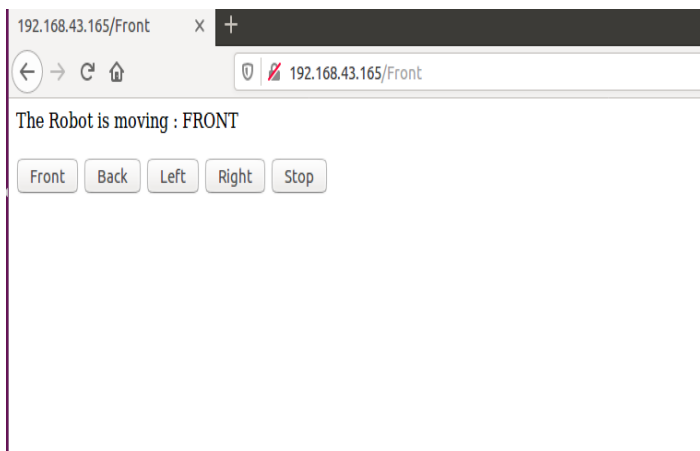 192.168.43.165/Front
192.168.43.165/Front
The Robot is moving : FRONT
Front Back Left Right Stop